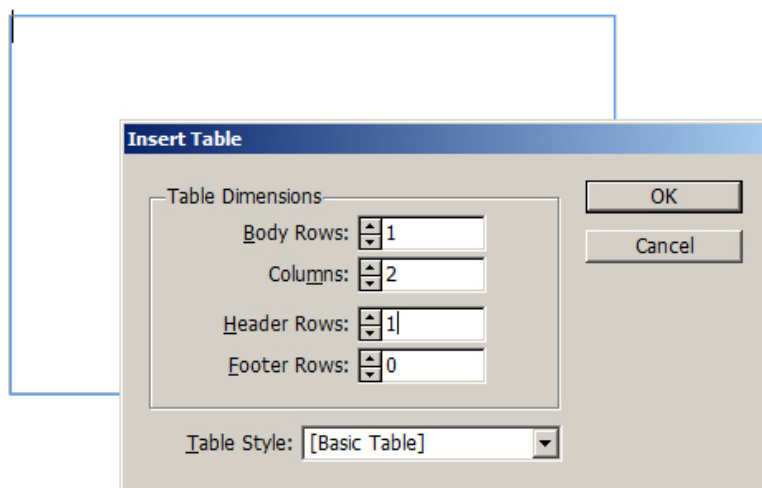 Insert Table
Table Dimensions
Body Rows: 1
Columns: 2
Header Rows: 1
Footer Rows: 0
Table Style: [Basic Table]
OK
Cancel